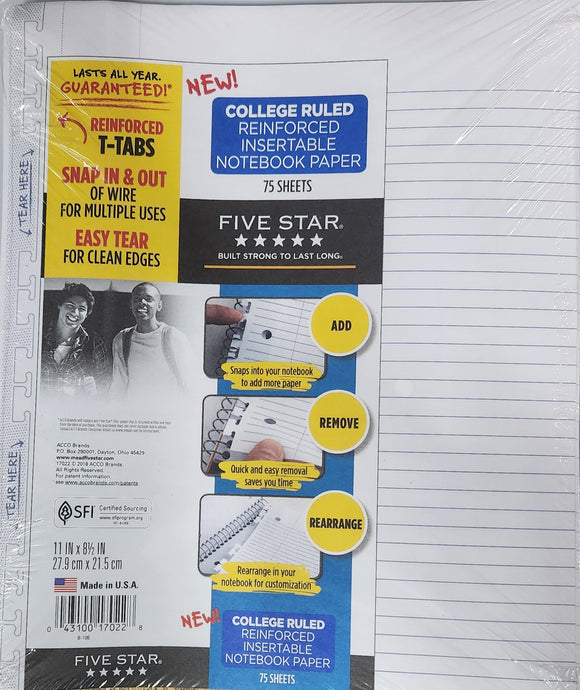 LASTS ALL YEAR.
GUARANTEED!*
REINFORCED
T-TABS
SNAP IN & OUT
OF WIRE
FOR MULTIPLE USES
EASY TEAR
FOR CLEAN EDGES
NEW!
COLLEGE RULED
REINFORCED
INSERTABLE
NOTEBOOK PAPER
75 SHEETS
FIVE STAR®
BUILT STRONG TO LAST LONG®
TEAR HERE
ADD
Snaps into your notebook
to add more paper
REMOVE
Quick and easy removal
saves you time
REARRANGE
Rearrange in your
notebook for customization
TEAR HERE
ACCO Brands
P.O. Box 290001, Dayton, Ohio 45429
www.meadfivestar.com
17022 © 2018 ACCO Brands
All Rights Reserved.
For patent information,
see www.accobrands.com/patents
SFI
Certified Sourcing
www.sfiprogram.org
11 IN x 8½ IN
27.9 cm x 21.5 cm
Made in U.S.A.
0 43100 17022 8
B-106
FIVE STAR®
NEW!
COLLEGE RULED
REINFORCED
INSERTABLE
NOTEBOOK PAPER
75 SHEETS